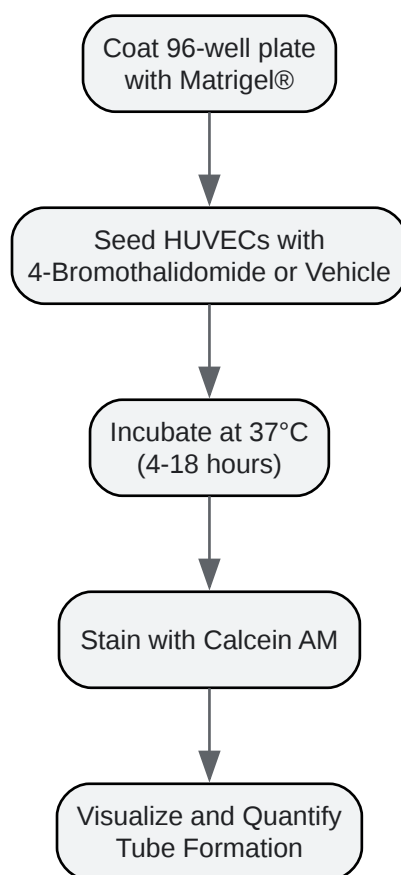 Coat 96-well plate
with Matrigel®
Seed HUVECs with
4-Bromothalidomide or Vehicle
Incubate at 37°C
(4-18 hours)
Stain with Calcein AM
Visualize and Quantify
Tube Formation